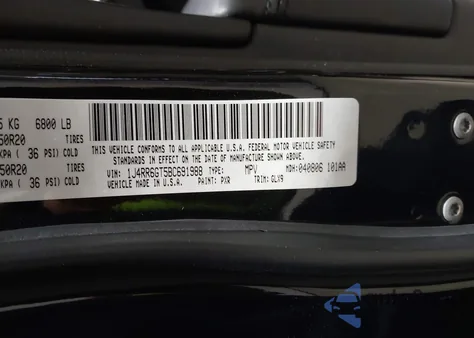 5 KG 6800 LB
50R20 TIRES
KPA ( 36 PSI) COLD
50R20 TIRES
KPA ( 36 PSI) COLD
THIS VEHICLE CONFORMS TO ALL APPLICABLE U.S.A. FEDERAL MOTOR VEHICLE SAFETY
STANDARDS IN EFFECT ON THE DATE OF MANUFACTURE SHOWN ABOVE.
VIN: 1J4RR6GT5BC691988 TYPE: MPV MDH: 040806 101AA
VEHICLE MADE IN U.S.A. PAINT: PXR TRIM: GLX9